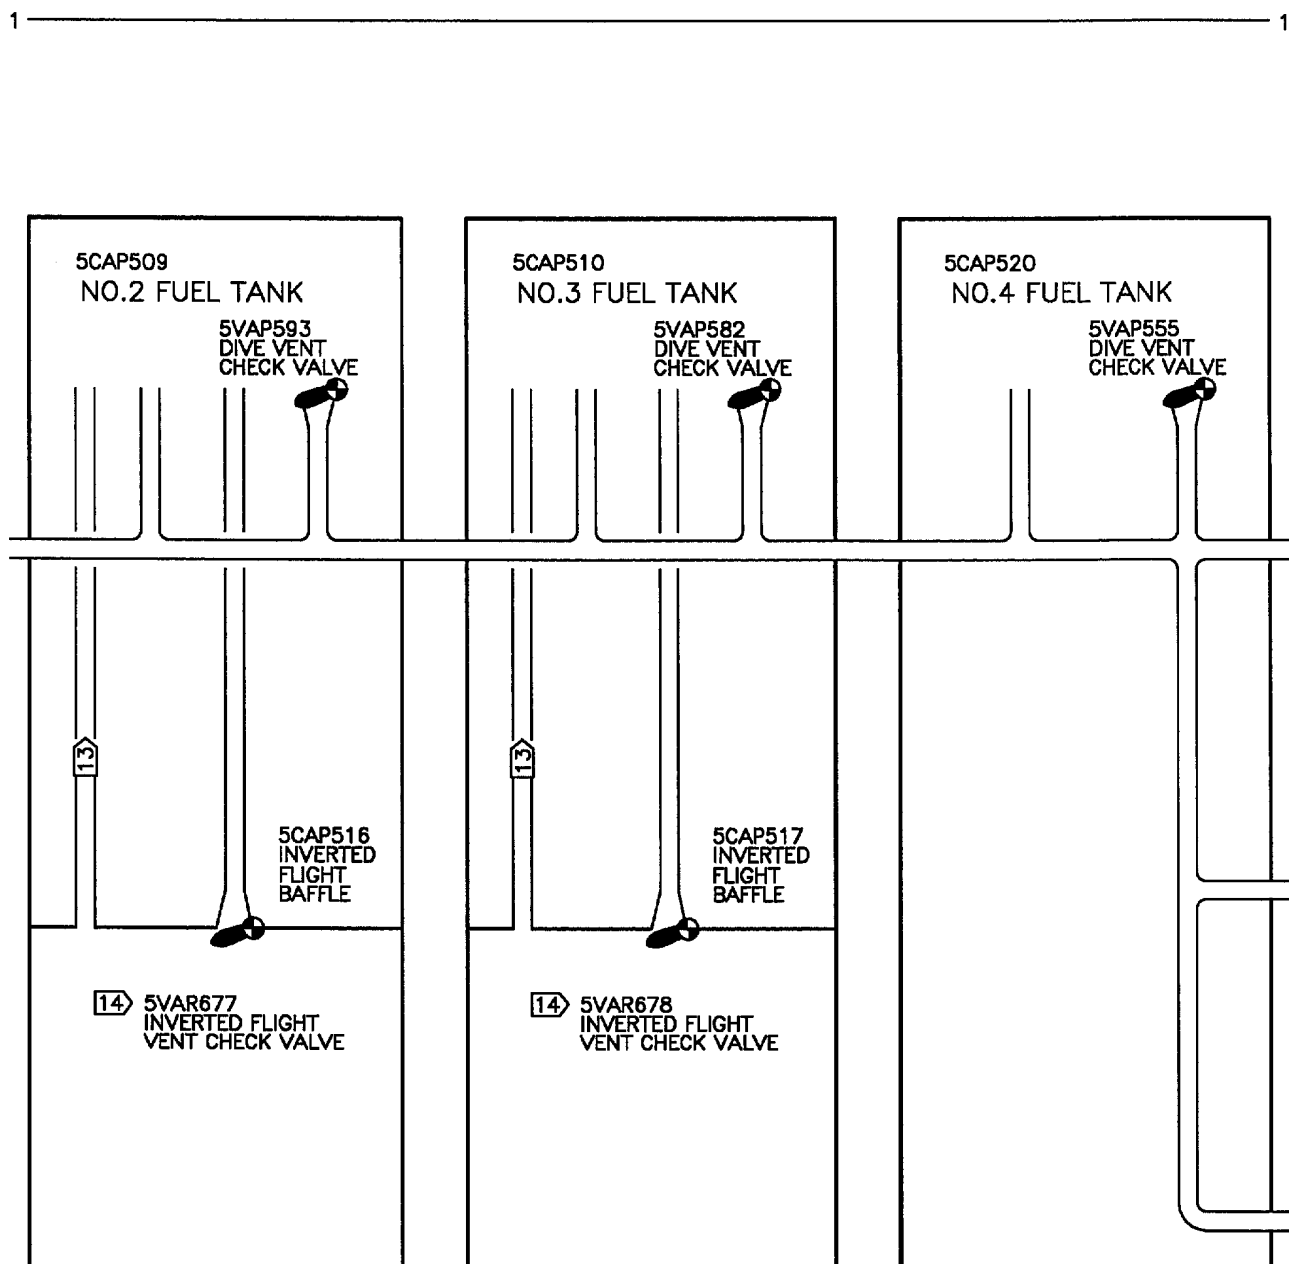 1 1
5CAP509
NO.2 FUEL TANK
5VAP593
DIVE VENT
CHECK VALVE
13
5CAP516
INVERTED
FLIGHT
BAFFLE
14 5VAR677
INVERTED FLIGHT
VENT CHECK VALVE
5CAP510
NO.3 FUEL TANK
5VAP582
DIVE VENT
CHECK VALVE
13
5CAP517
INVERTED
FLIGHT
BAFFLE
14 5VAR678
INVERTED FLIGHT
VENT CHECK VALVE
5CAP520
NO.4 FUEL TANK
5VAP555
DIVE VENT
CHECK VALVE